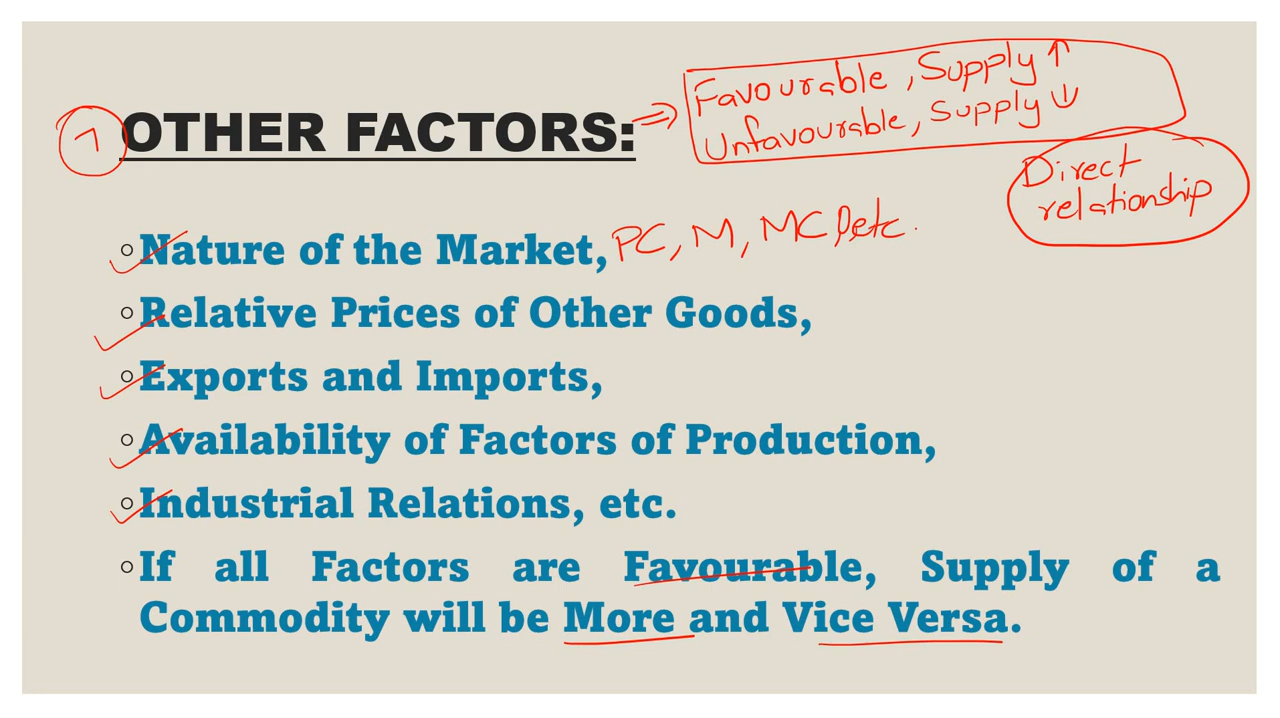 Favourable, Supply ↑
Unfavourable, Supply ↓
7 OTHER FACTORS: ⇒
Direct
relationship
Nature of the Market, PC, M, MC, etc.
Relative Prices of Other Goods,
Exports and Imports,
Availability of Factors of Production,
Industrial Relations, etc.
If all Factors are Favourable, Supply of a
Commodity will be More and Vice Versa.